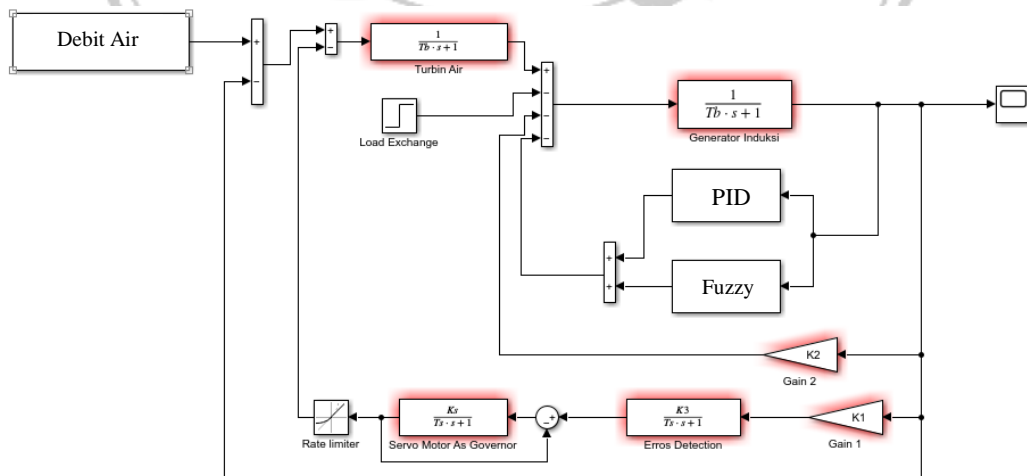 Debit Air
+
−
+
−
1
Tb · s + 1
Turbin Air
Load Exchange
+
−
−
−
1
Tb · s + 1
Generator Induksi
PID
Fuzzy
+
+
K2
Gain 2
Rate limiter
Ks
Ts · s + 1
Servo Motor As Governor
− +
K3
Ts · s + 1
Erros Detection
K1
Gain 1